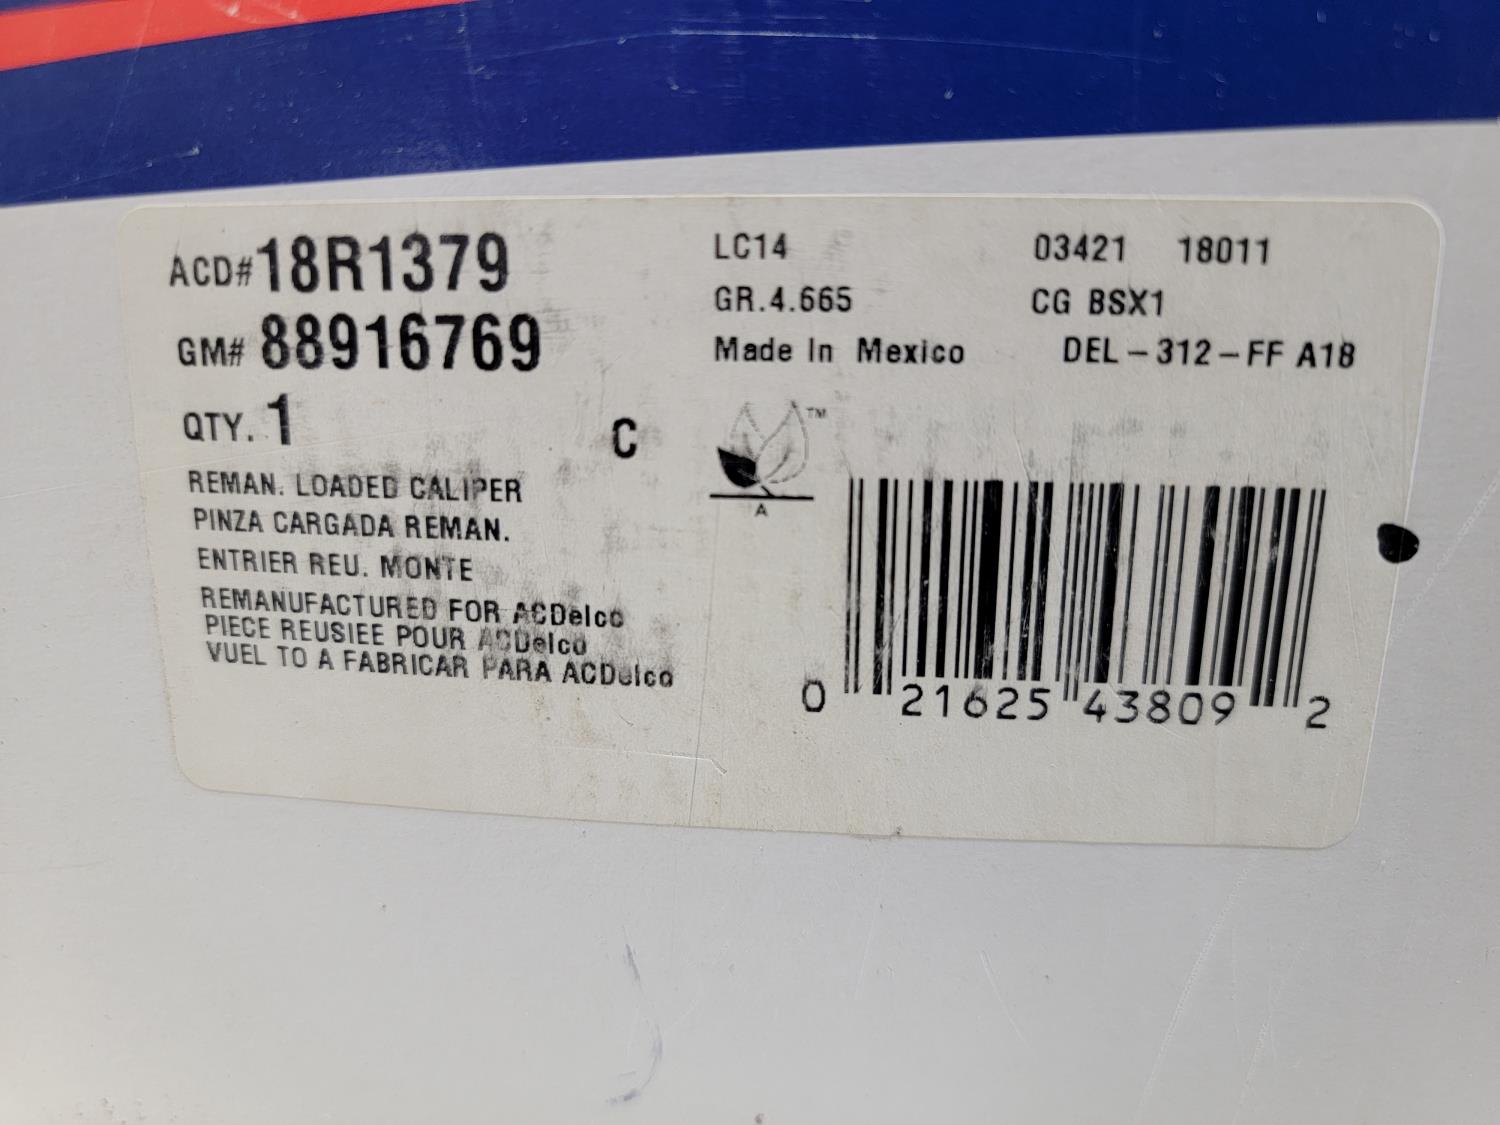 ACD#18R1379
GM# 88916769
QTY. 1
C
REMAN. LOADED CALIPER
PINZA CARGADA REMAN.
ENTRIER REU. MONTE
REMANUFACTURED FOR ACDelco
PIECE REUSIEE POUR ACDelco
VUEL TO A FABRICAR PARA ACDelco
LC14
GR.4.665
Made In Mexico
03421 18011
CG BSX1
DEL-312-FF A18
TM
A
0 21625 43809 2